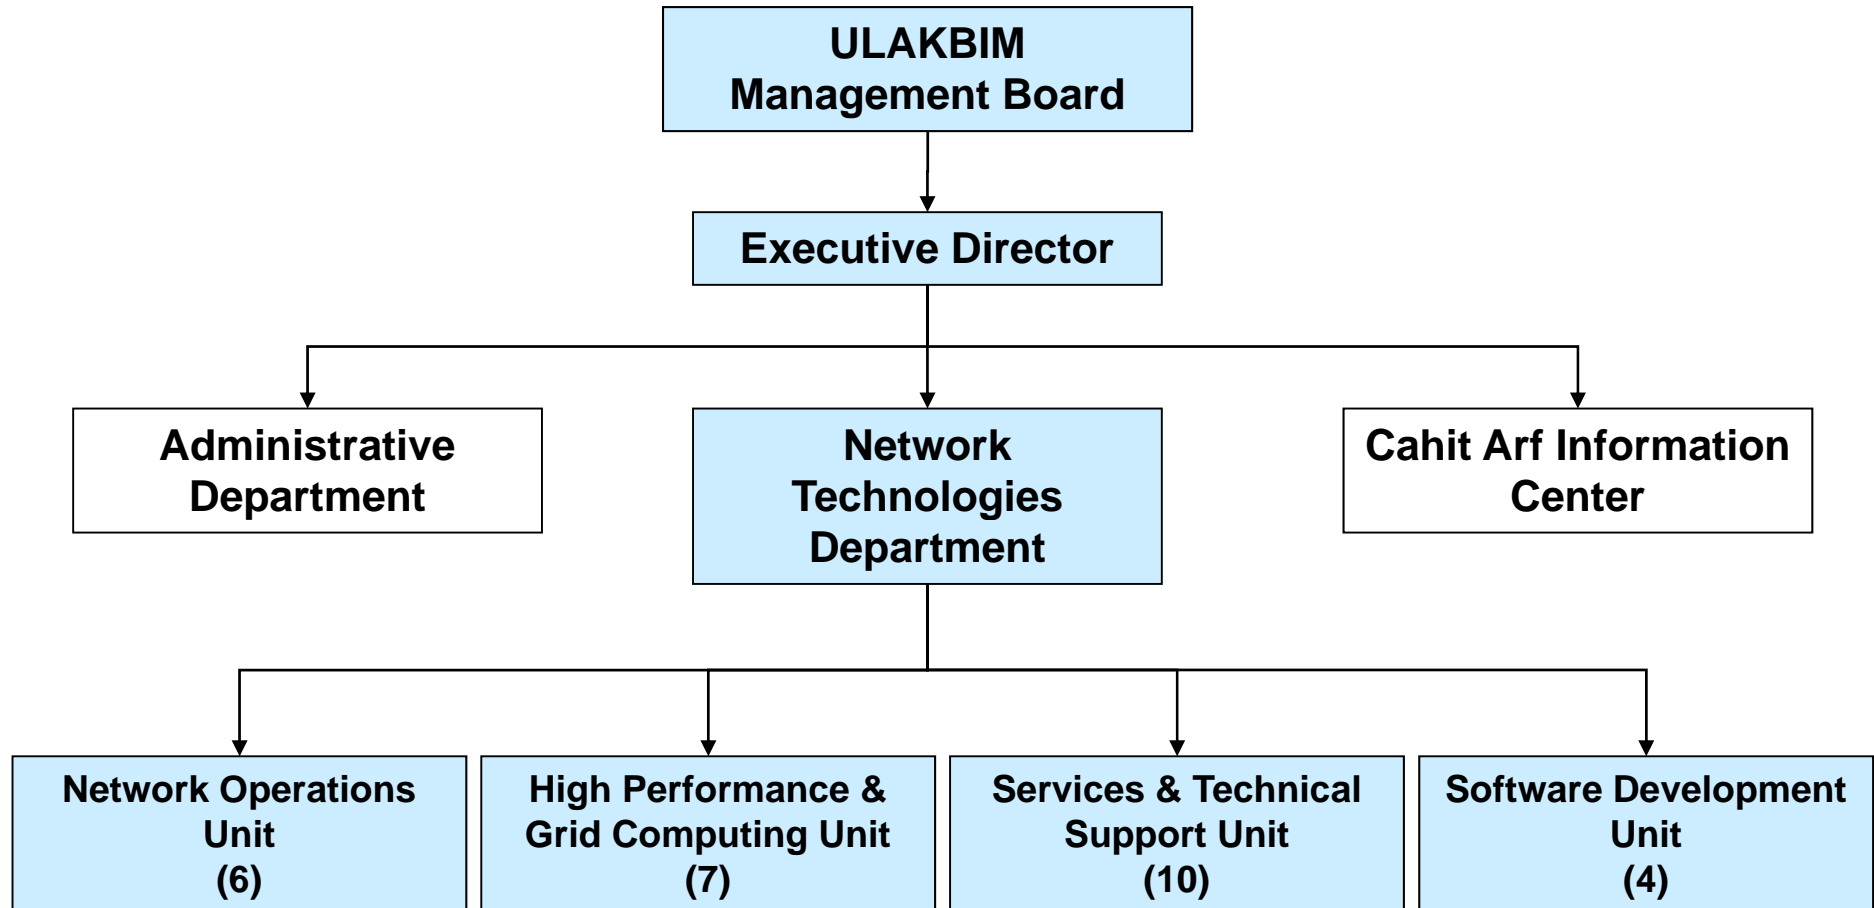 ULAKBIM
Management Board
Executive Director
Administrative
Department
Network
Technologies
Department
Cahit Arf Information
Center
Network Operations
Unit
(6)
High Performance &
Grid Computing Unit
(7)
Services & Technical
Support Unit
(10)
Software Development
Unit
(4)